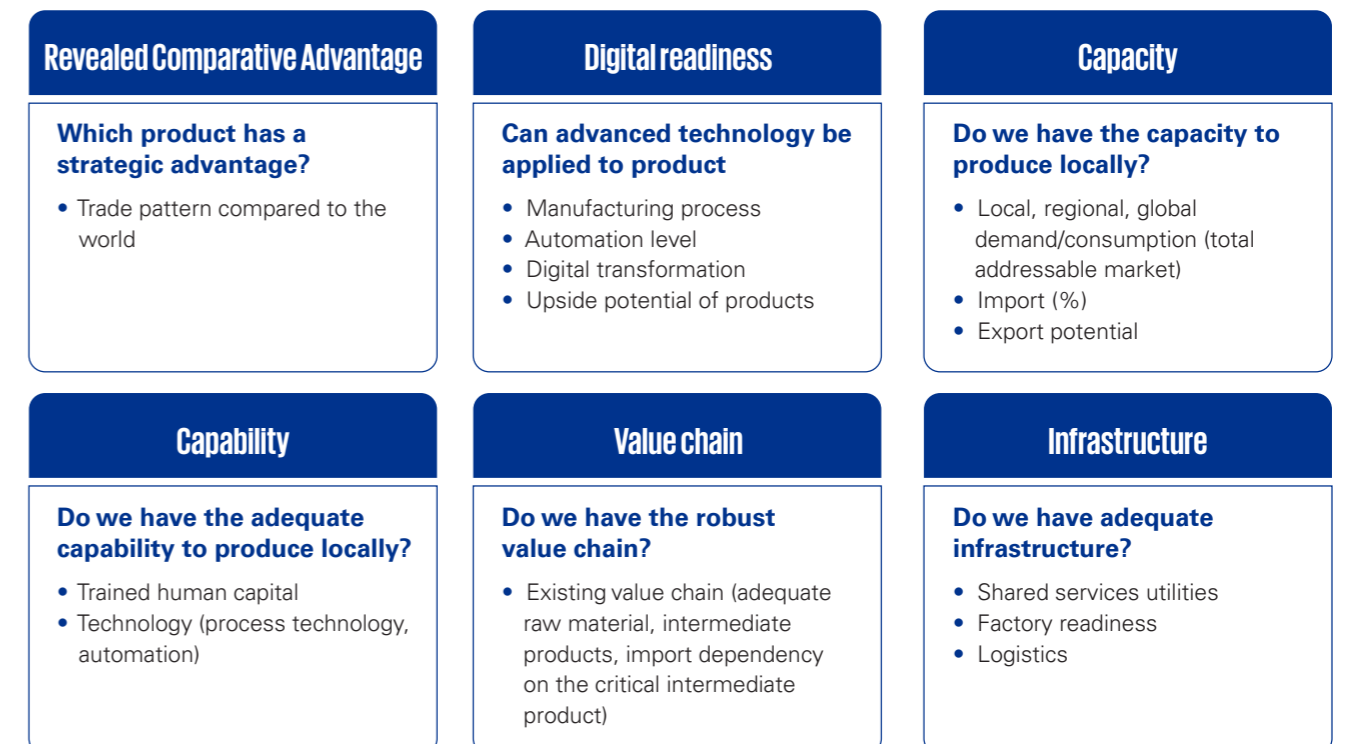 Revealed Comparative Advantage
Which product has a
strategic advantage?
• Trade pattern compared to the
world
Digital readiness
Can advanced technology be
applied to product
• Manufacturing process
• Automation level
• Digital transformation
• Upside potential of products
Capacity
Do we have the capacity to
produce locally?
• Local, regional, global
demand/consumption (total
addressable market)
• Import (%)
• Export potential
Capability
Do we have the adequate
capability to produce locally?
• Trained human capital
• Technology (process technology,
automation)
Value chain
Do we have the robust
value chain?
• Existing value chain (adequate
raw material, intermediate
products, import dependency
on the critical intermediate
product)
Infrastructure
Do we have adequate
infrastructure?
• Shared services utilities
• Factory readiness
• Logistics